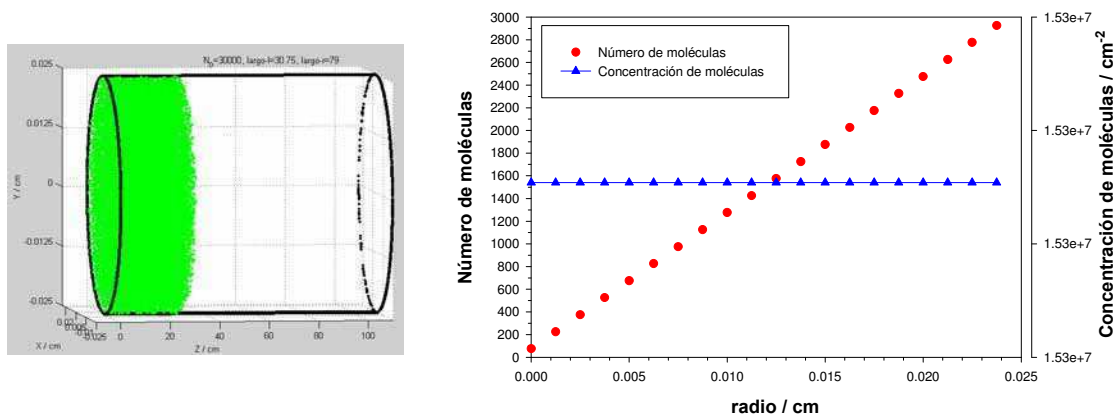 N_p=30000, largo-l=30.75, largo-r=79
0.025
0.0125
0
-0.0125
-0.025
Y / cm
-0.025
X / cm
0
20
40
60
80
100
Z / cm
3000
2800
2600
2400
2200
2000
1800
1600
1400
1200
1000
800
600
400
200
0
Número de moléculas
Número de moléculas
Concentración de moléculas
1.53e+7
1.53e+7
1.53e+7
1.53e+7
Concentración de moléculas / cm⁻²
0.000
0.005
0.010
0.015
0.020
0.025
radio / cm